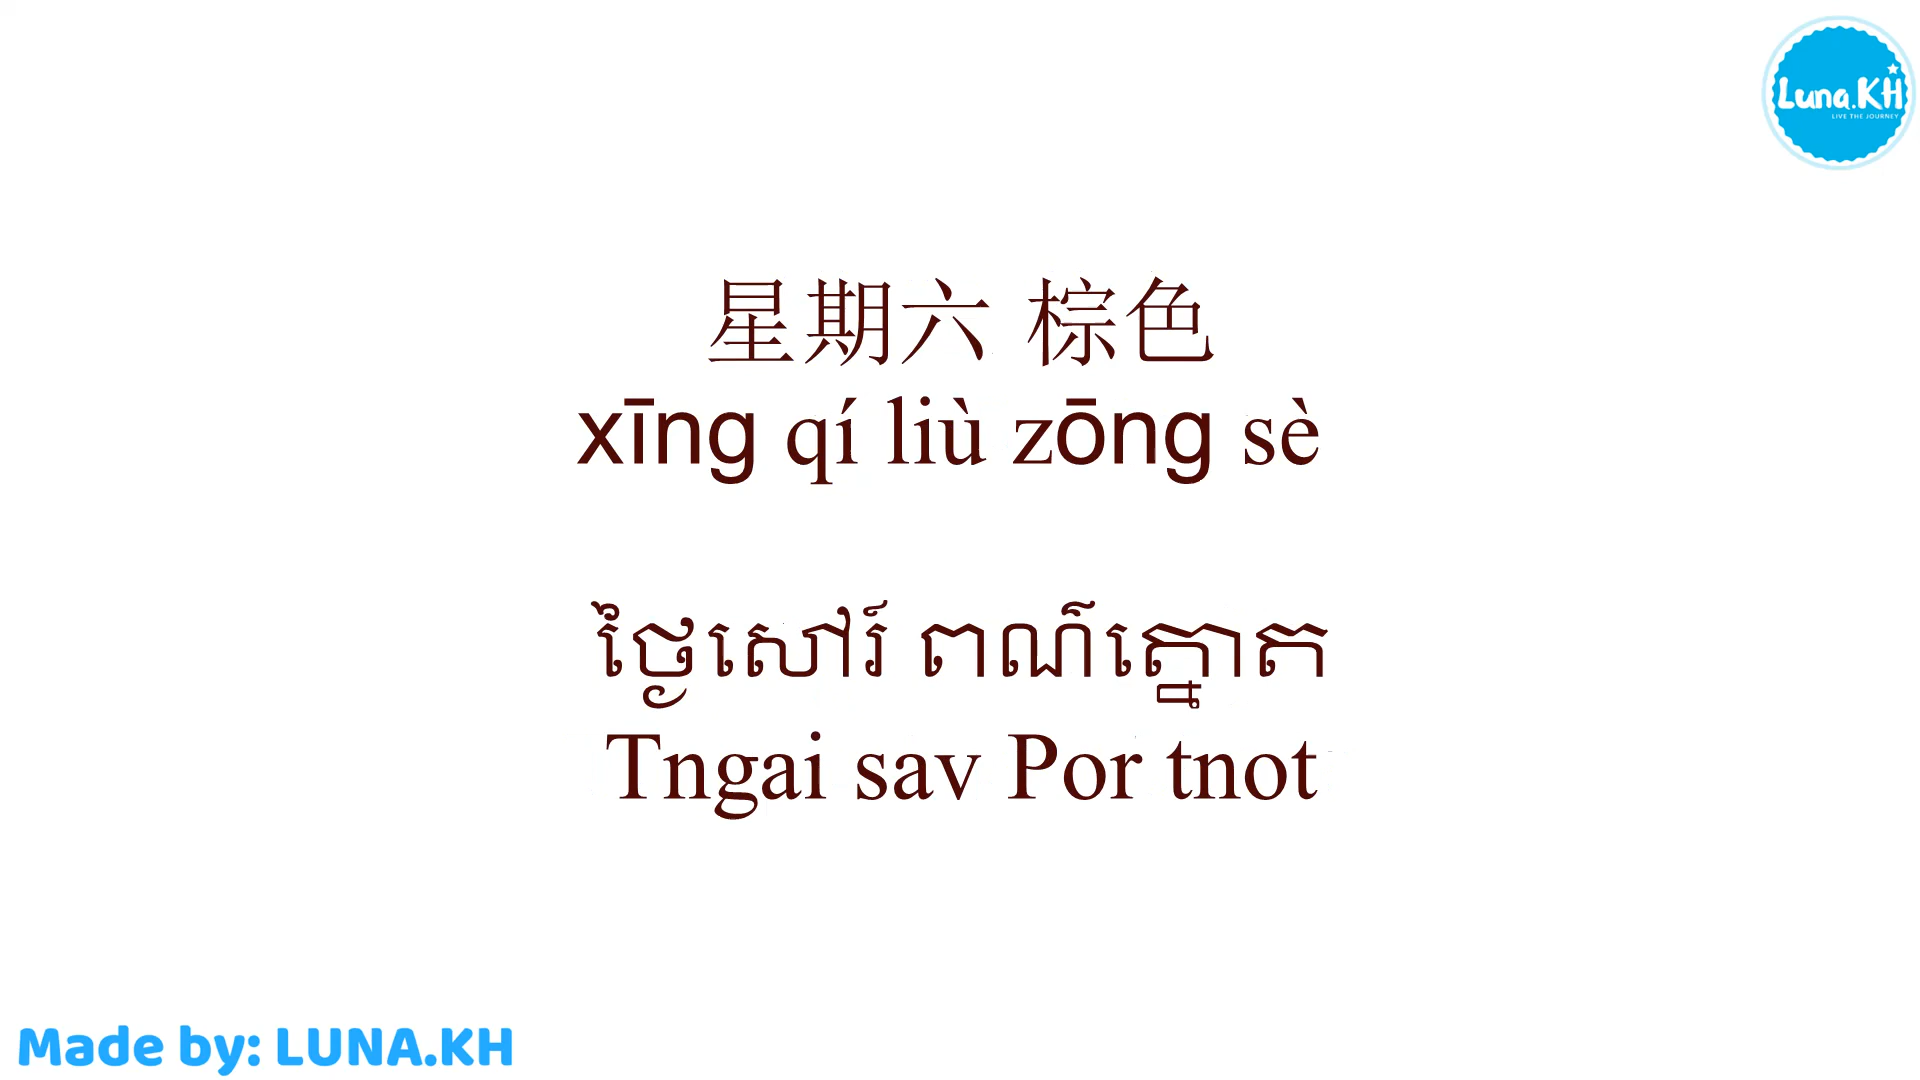 Luna.KH
LIVE THE JOURNEY
星期六 棕色
xīng qí liù zōng sè
ថ្ងៃសៅរ៍ ពណ៌ត្នោត
Tngai sav Por tnot
Made by: LUNA.KH